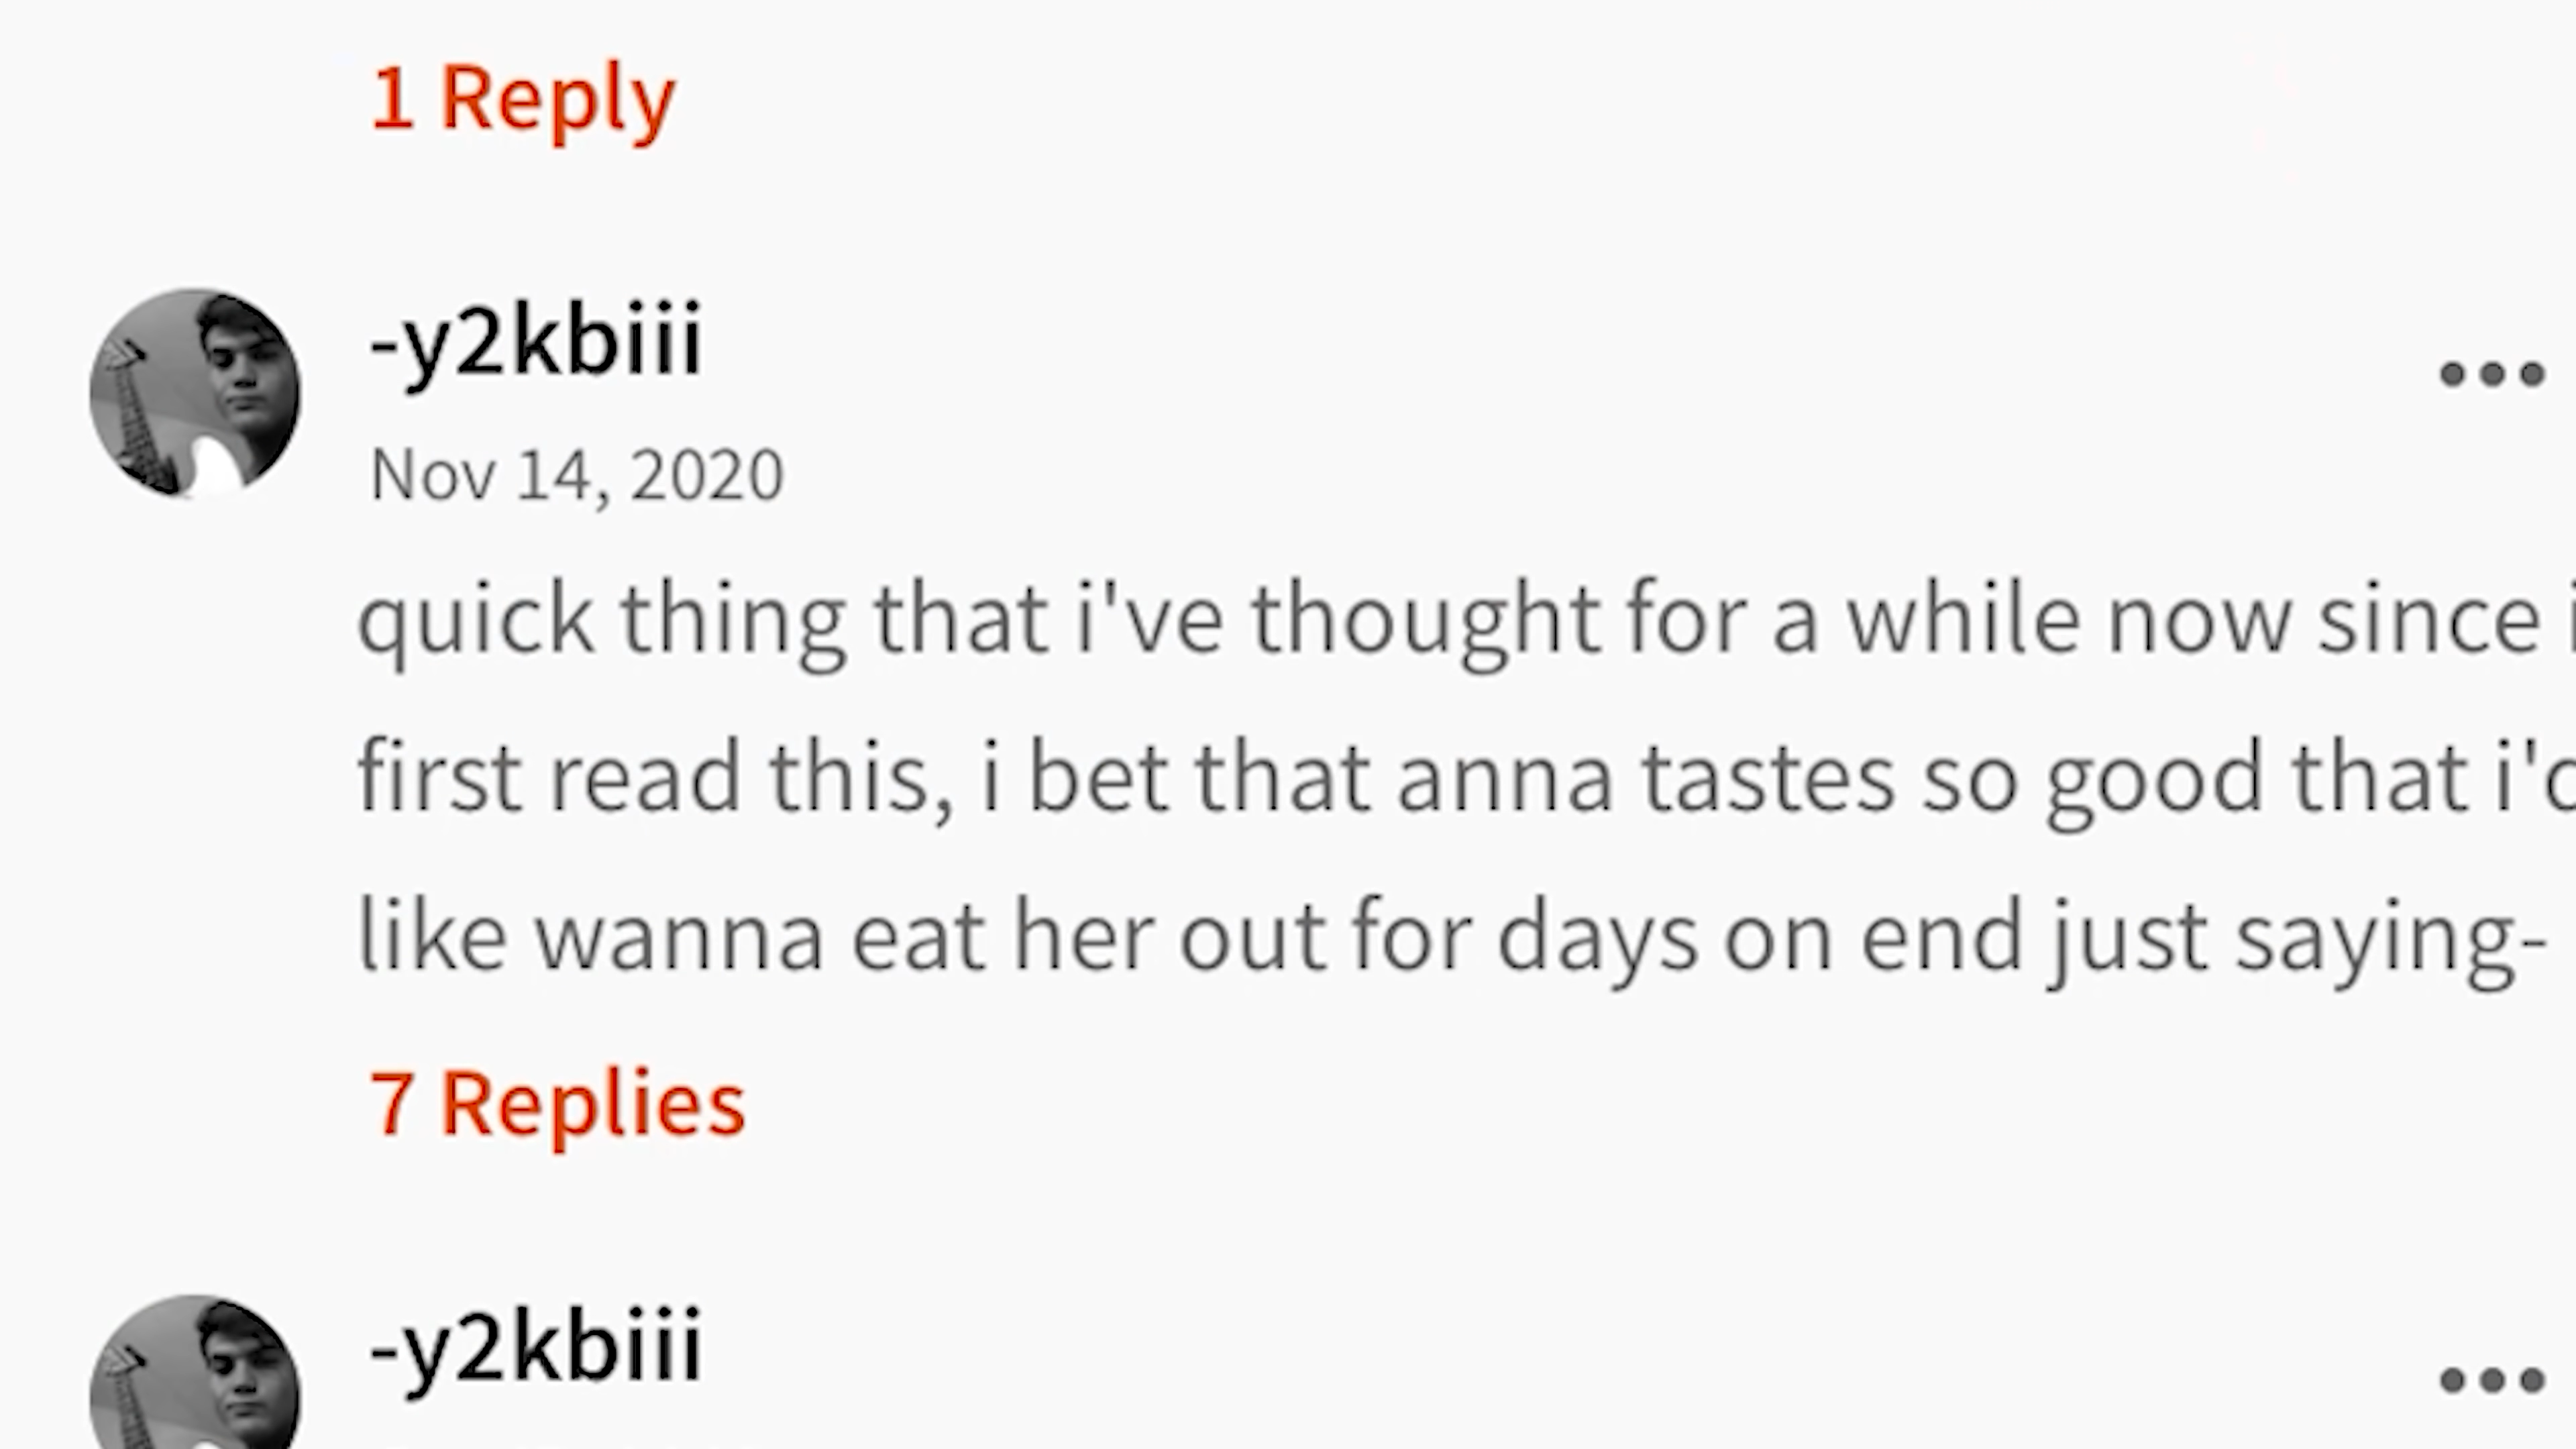 1 Reply
-y2kbiii
Nov 14, 2020
quick thing that i've thought for a while now since i
first read this, i bet that anna tastes so good that i'd
like wanna eat her out for days on end just saying-
7 Replies
-y2kbiii